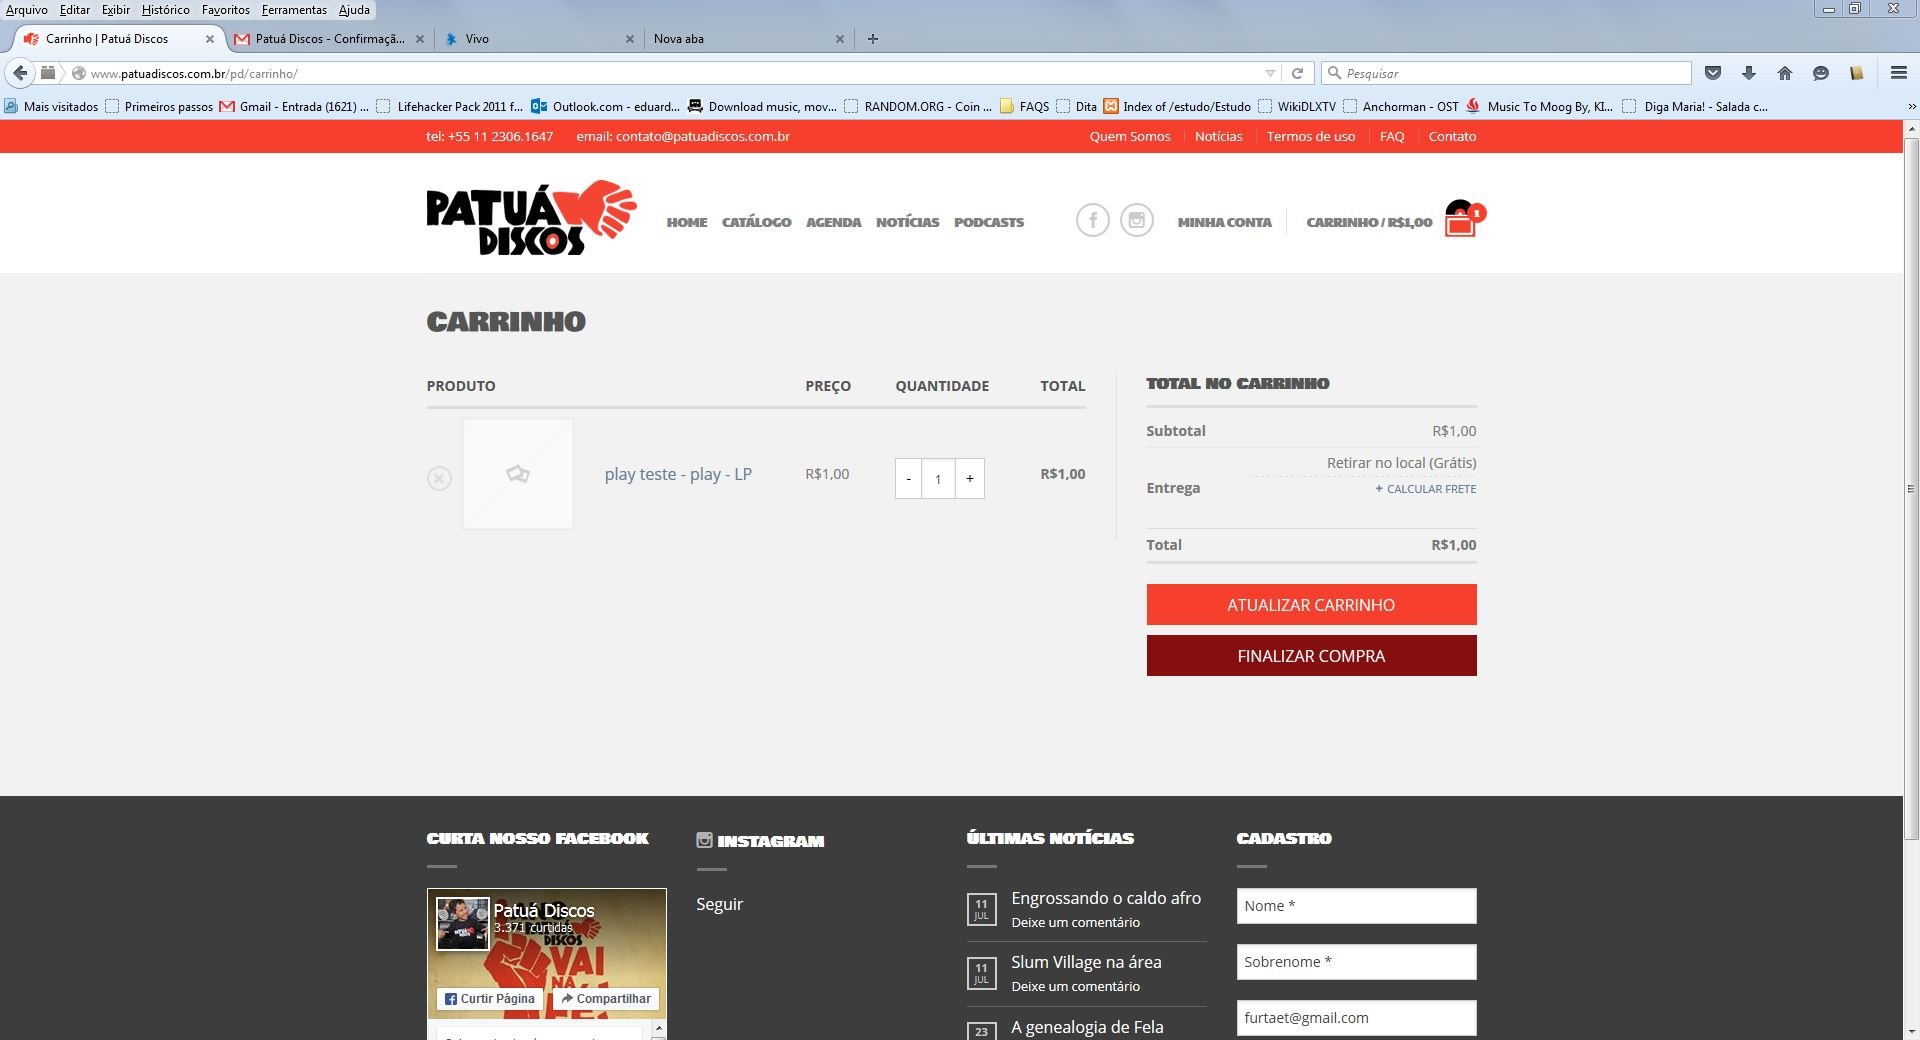 Arquivo Editar Exibir Histórico Favoritos Ferramentas Ajuda
Carrinho | Patuá Discos
Patuá Discos - Confirmaçã...
Vivo
Nova aba
www.patuadiscos.com.br/pd/carrinho/
Pesquisar
Mais visitados Primeiros passos Gmail - Entrada (1621) ... Lifehacker Pack 2011 f... Outlook.com - eduard... Download music, mov... RANDOM.ORG - Coin ... FAQS Dita Index of /estudo/Estudo WikiDLXTV Anchorman - OST Music To Moog By, KI... Diga Maria! - Salada c...
tel: +55 11 2306.1647 email: contato@patuadiscos.com.br
Quem Somos Notícias Termos de uso FAQ Contato
PATUÁ
DISCOS
HOME CATÁLOGO AGENDA NOTÍCIAS PODCASTS
MINHA CONTA CARRINHO / R$1,00 1
CARRINHO
PRODUTO PREÇO QUANTIDADE TOTAL
play teste - play - LP R$1,00 - 1 + R$1,00
TOTAL NO CARRINHO
Subtotal R$1,00
Retirar no local (Grátis)
Entrega + CALCULAR FRETE
Total R$1,00
ATUALIZAR CARRINHO
FINALIZAR COMPRA
CURTA NOSSO FACEBOOK
Patuá Discos
3.371 curtidas
DISCOS
VAI
NA
FÉ!
Curtir Página Compartilhar
INSTAGRAM
Seguir
ÚLTIMAS NOTÍCIAS
11 JUL
Engrossando o caldo afro
Deixe um comentário
11 JUL
Slum Village na área
Deixe um comentário
23
A genealogia de Fela
CADASTRO
Nome *
Sobrenome *
furtaet@gmail.com